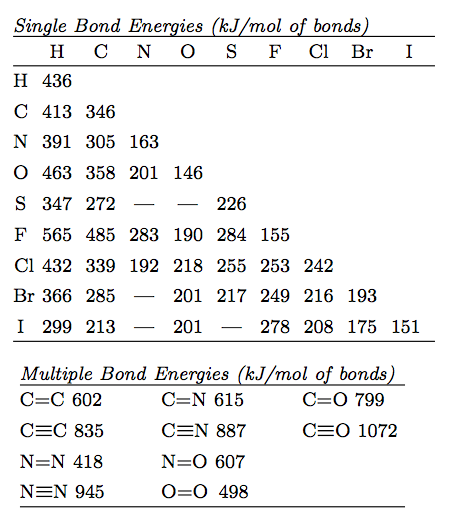 Single Bond Energies (kJ/mol of bonds)
H C N O S F Cl Br I
H 436
C 413 346
N 391 305 163
O 463 358 201 146
S 347 272 — — 226
F 565 485 283 190 284 155
Cl 432 339 192 218 255 253 242
Br 366 285 — 201 217 249 216 193
I 299 213 — 201 — 278 208 175 151
Multiple Bond Energies (kJ/mol of bonds)
C=C 602 C=N 615 C=O 799
C≡C 835 C≡N 887 C≡O 1072
N=N 418 N=O 607
N≡N 945 O=O 498